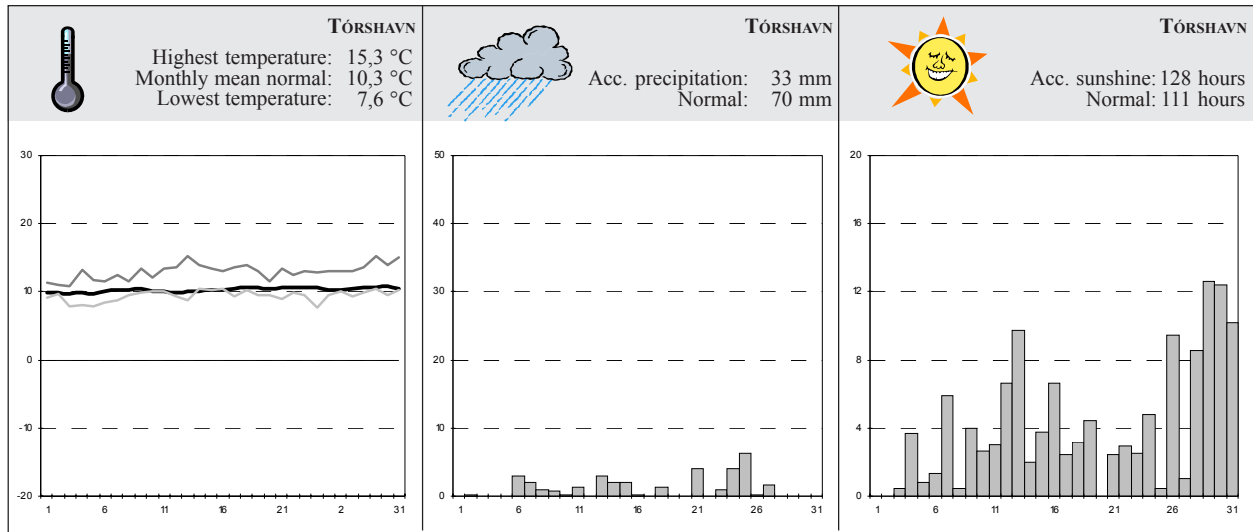 TÓRSHAVN
Highest temperature: 15,3 °C
Monthly mean normal: 10,3 °C
Lowest temperature: 7,6 °C
30
20
10
0
-10
-20
1 6 11 16 21 2 31
TÓRSHAVN
Acc. precipitation: 33 mm
Normal: 70 mm
50
40
30
20
10
0
1 6 11 16 21 26 31
TÓRSHAVN
Acc. sunshine: 128 hours
Normal: 111 hours
20
16
12
8
4
0
1 6 11 16 21 26 31